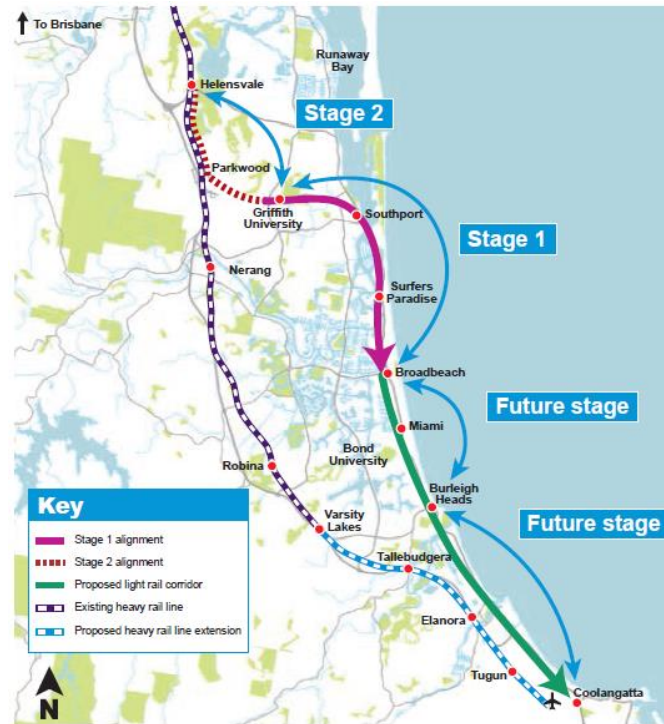 To Brisbane
Runaway
Bay
Helensvale
Stage 2
Parkwood
Griffith
University
Southport
Stage 1
Nerang
Surfers
Paradise
Broadbeach
Future stage
Miami
Bond
University
Robina
Burleigh
Heads
Varsity
Lakes
Future stage
Tallebudgera
Elanora
Tugun
Coolangatta
Key
Stage 1 alignment
Stage 2 alignment
Proposed light rail corridor
Existing heavy rail line
Proposed heavy rail line extension
N